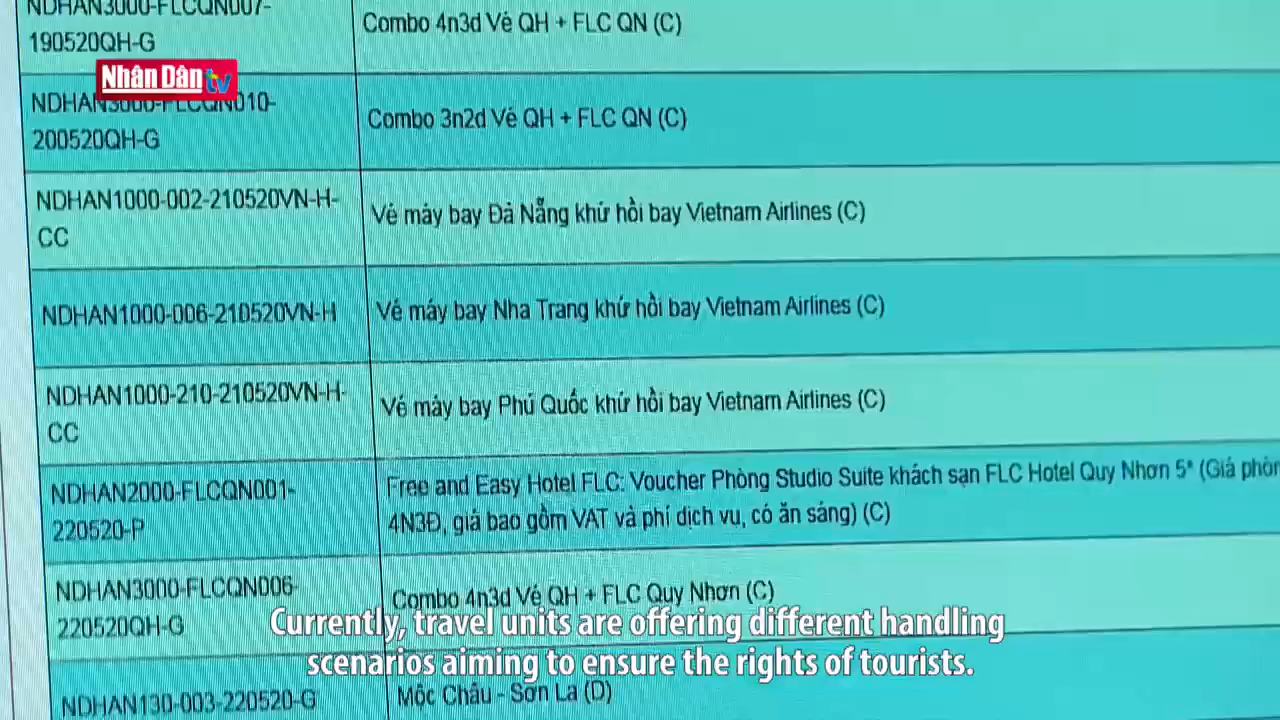 NDHAN3000-FLCQN007-
190520QH-G
Combo 4n3d Vé QH + FLC QN (C)
Nhân Dân tv
NDHAN3000-FLCQN010-
200520QH-G
Combo 3n2d Vé QH + FLC QN (C)
NDHAN1000-002-210520VN-H-
CC
Vé máy bay Đà Nẵng khứ hồi bay Vietnam Airlines (C)
NDHAN1000-006-210520VN-H
Vé máy bay Nha Trang khứ hồi bay Vietnam Airlines (C)
NDHAN1000-210-210520VN-H-
CC
Vé máy bay Phú Quốc khứ hồi bay Vietnam Airlines (C)
NDHAN2000-FLCQN001-
220520-P
Free and Easy Hotel FLC: Voucher Phòng Studio Suite khách sạn FLC Hotel Quy Nhơn 5* (Giá phòn
4N3Đ, giá bao gồm VAT và phí dịch vụ, có ăn sáng) (C)
NDHAN3000-FLCQN006-
220520QH-G
Combo 4n3d Vé QH + FLC Quy Nhơn (C)
Currently, travel units are offering different handling
scenarios aiming to ensure the rights of tourists.
NDHAN130-003-220520-G
Mộc Châu - Sơn La (D)